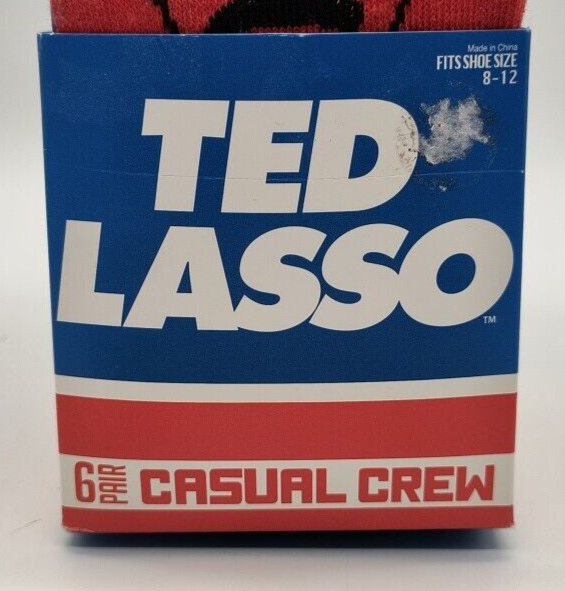 Made in China
FITS SHOE SIZE
8-12
TED
LASSO
TM
6 PAIR CASUAL CREW